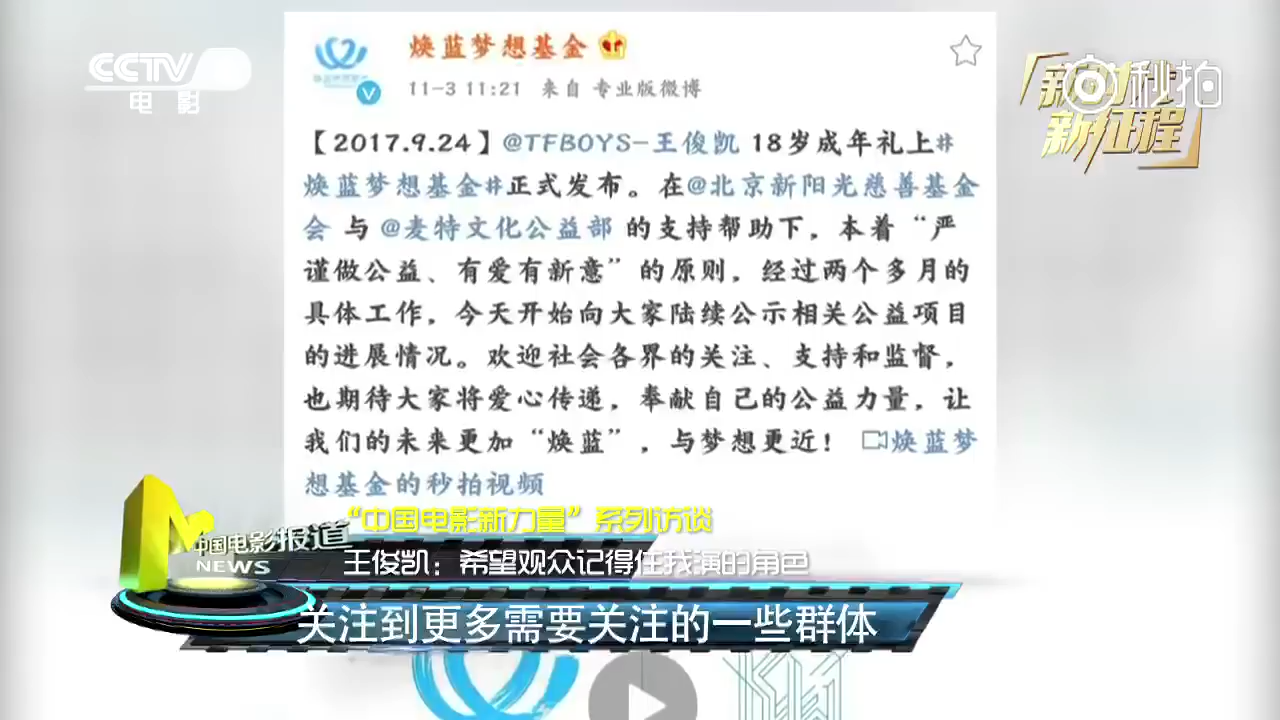 CCTV
电影
焕蓝梦想基金
11-3 11:21 来自 专业版微博
秒拍
新征程
【2017.9.24】@TFBOYS-王俊凯 18岁成年礼上#
焕蓝梦想基金#正式发布。在@北京新阳光慈善基金
会 与 @麦特文化公益部 的支持帮助下，本着“严
谨做公益、有爱有新意”的原则，经过两个多月的
具体工作，今天开始向大家陆续公示相关公益项目
的进展情况。欢迎社会各界的关注、支持和监督，
也期待大家将爱心传递，奉献自己的公益力量，让
我们的未来更加“焕蓝”，与梦想更近！ 焕蓝梦
想基金的秒拍视频
“中国电影新力量”系列访谈
中国电影报道
NEWS
王俊凯：希望观众记得住我演的角色
关注到更多需要关注的一些群体